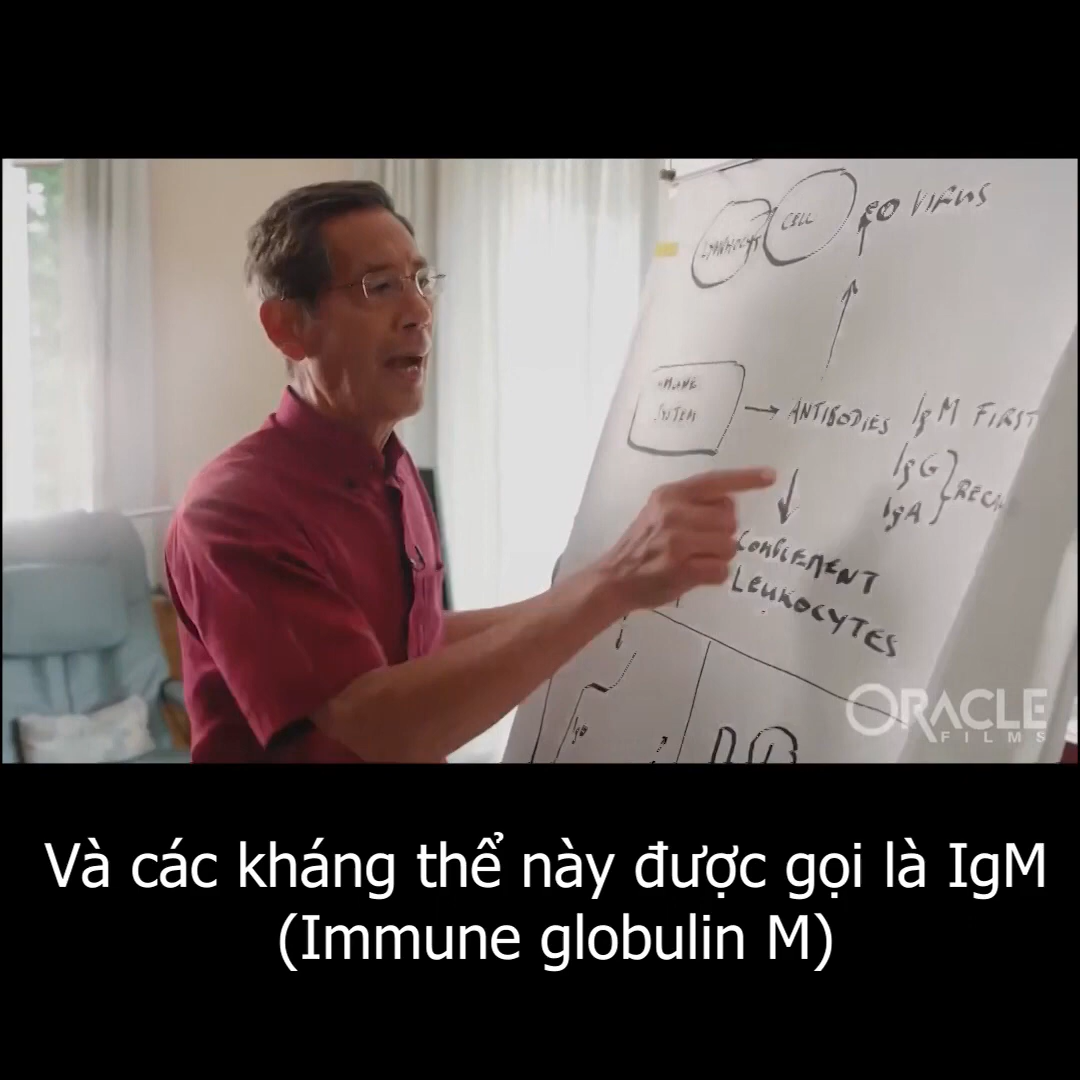 CELL
VIRUS
SYSTEM
ANTIBODIES IgM FIRST
IgG
IgA
COMPLEMENT
LEUKOCYTES
ORACLE
FILMS
Và các kháng thể này được gọi là IgM
(Immune globulin M)